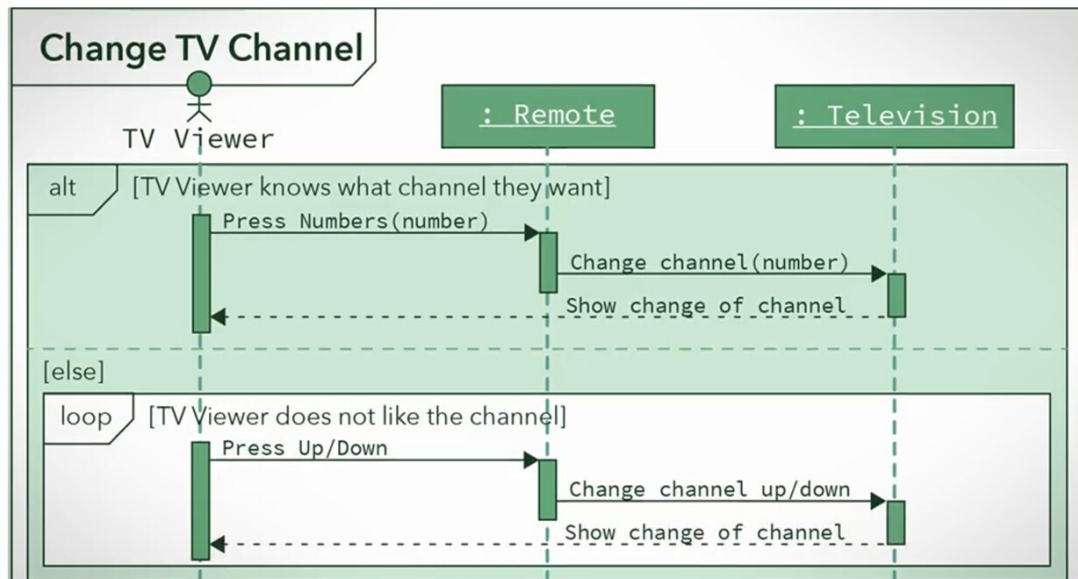 Change TV Channel
TV Viewer
: Remote
: Television
alt
[TV Viewer knows what channel they want]
Press Numbers(number)
Change channel(number)
Show change of channel
[else]
loop
[TV Viewer does not like the channel]
Press Up/Down
Change channel up/down
Show change of channel